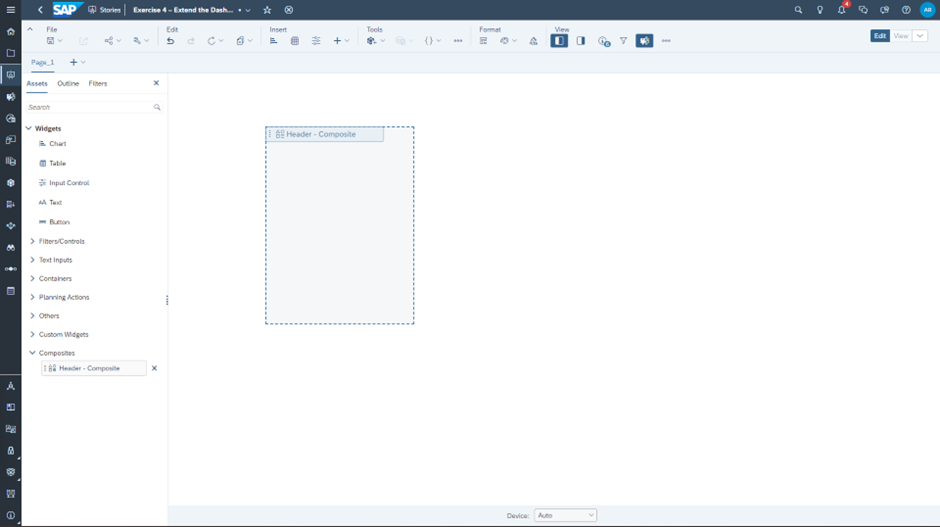 SAP Stories Exercise 4 – Extend the Dash... 4 AR
File Edit Insert Tools Format View
Edit View
Page_1
Assets Outline Filters
Search
Widgets
Chart
Table
Input Control
Text
Button
Filters/Controls
Text Inputs
Containers
Planning Actions
Others
Custom Widgets
Composites
Header - Composite
Header - Composite
Device: Auto